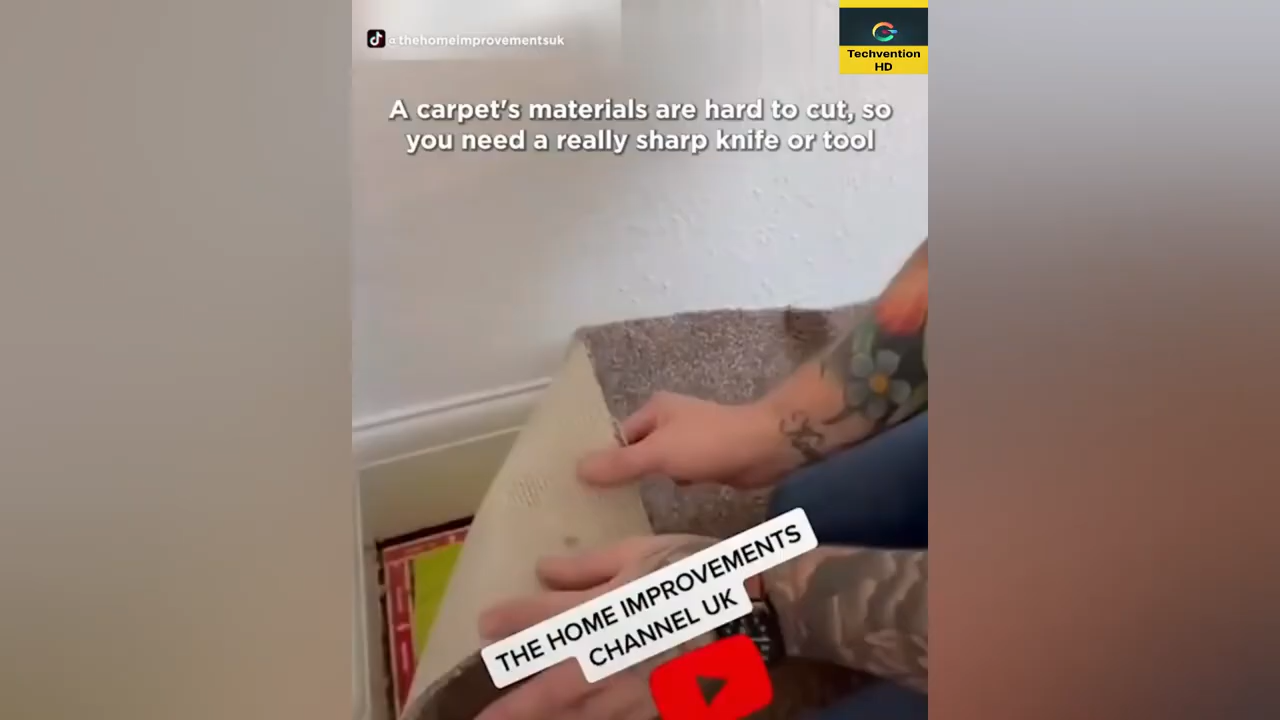 @thehomeimprovementsuk
Techvention
HD
A carpet's materials are hard to cut, so
you need a really sharp knife or tool
THE HOME IMPROVEMENTS
CHANNEL UK